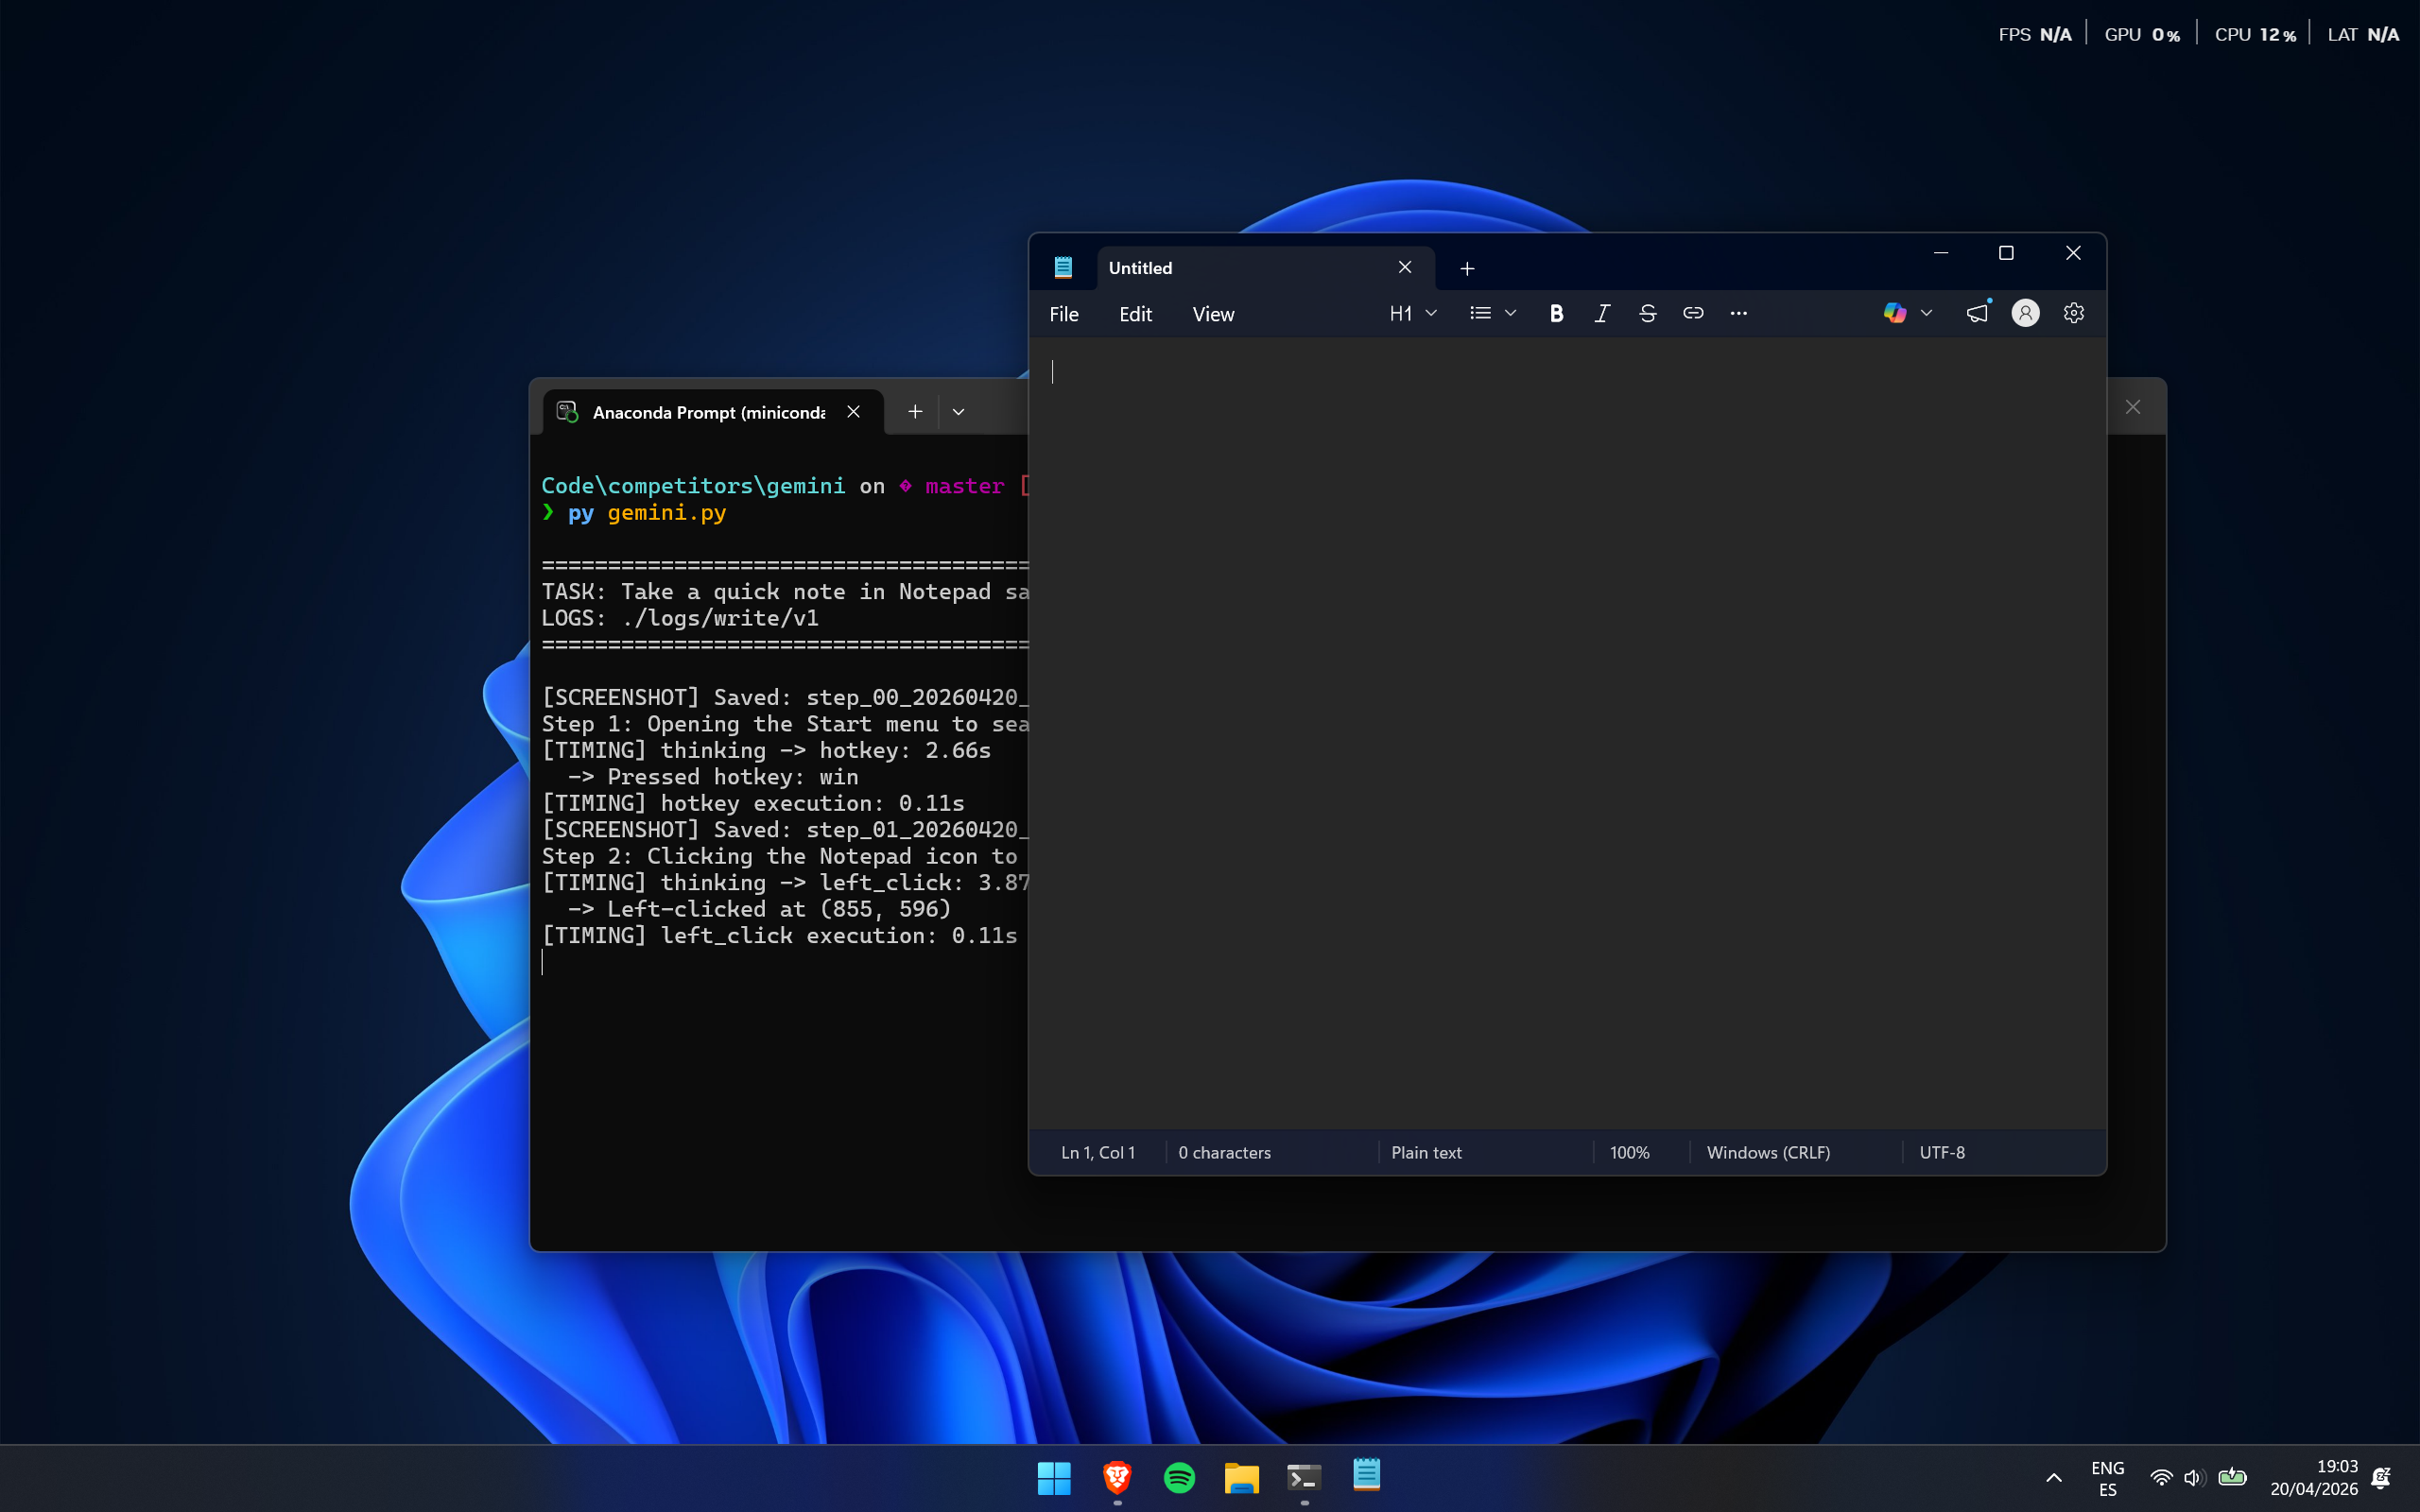 FPS N/A GPU 0% CPU 12% LAT N/A
Untitled
File Edit View H1 B I S
Anaconda Prompt (miniconda
Code\competitors\gemini on master
❯ py gemini.py
=====================================
TASK: Take a quick note in Notepad sa
LOGS: ./logs/write/v1
=====================================
[SCREENSHOT] Saved: step_00_20260420_
Step 1: Opening the Start menu to sea
[TIMING] thinking -> hotkey: 2.66s
-> Pressed hotkey: win
[TIMING] hotkey execution: 0.11s
[SCREENSHOT] Saved: step_01_20260420_
Step 2: Clicking the Notepad icon to
[TIMING] thinking -> left_click: 3.87
-> Left-clicked at (855, 596)
[TIMING] left_click execution: 0.11s
Ln 1, Col 1 0 characters Plain text 100% Windows (CRLF) UTF-8
ENG 19:03
ES 20/04/2026